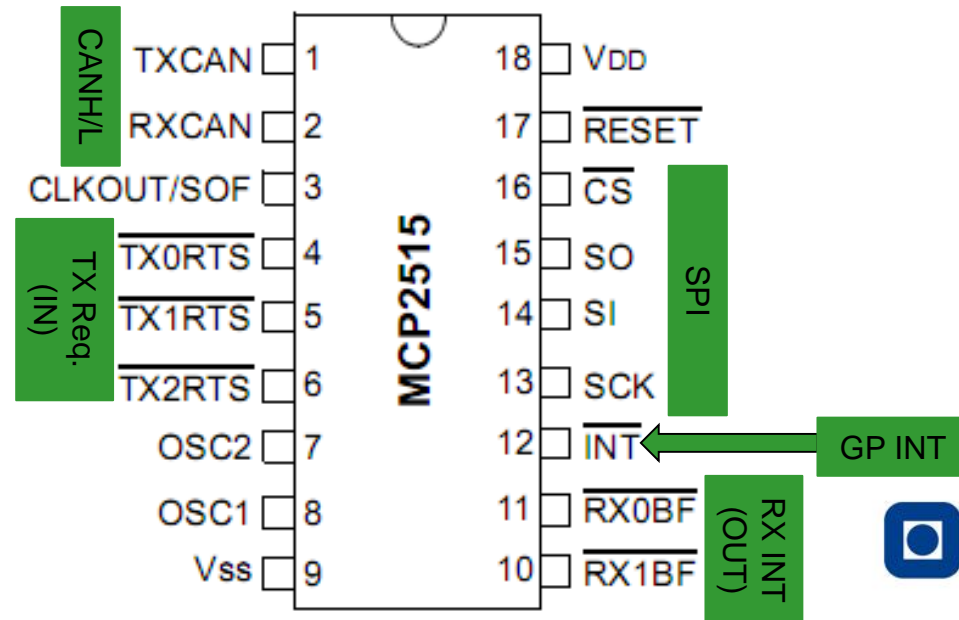 CANH/L
TXCAN 1
RXCAN 2
CLKOUT/SOF 3
TX Req.
(IN)
TX0RTS 4
TX1RTS 5
TX2RTS 6
OSC2 7
OSC1 8
Vss 9
MCP2515
18 VDD
17 RESET
16 CS
15 SO
14 SI
13 SCK
SPI
12 INT
GP INT
11 RX0BF
10 RX1BF
RX INT
(OUT)